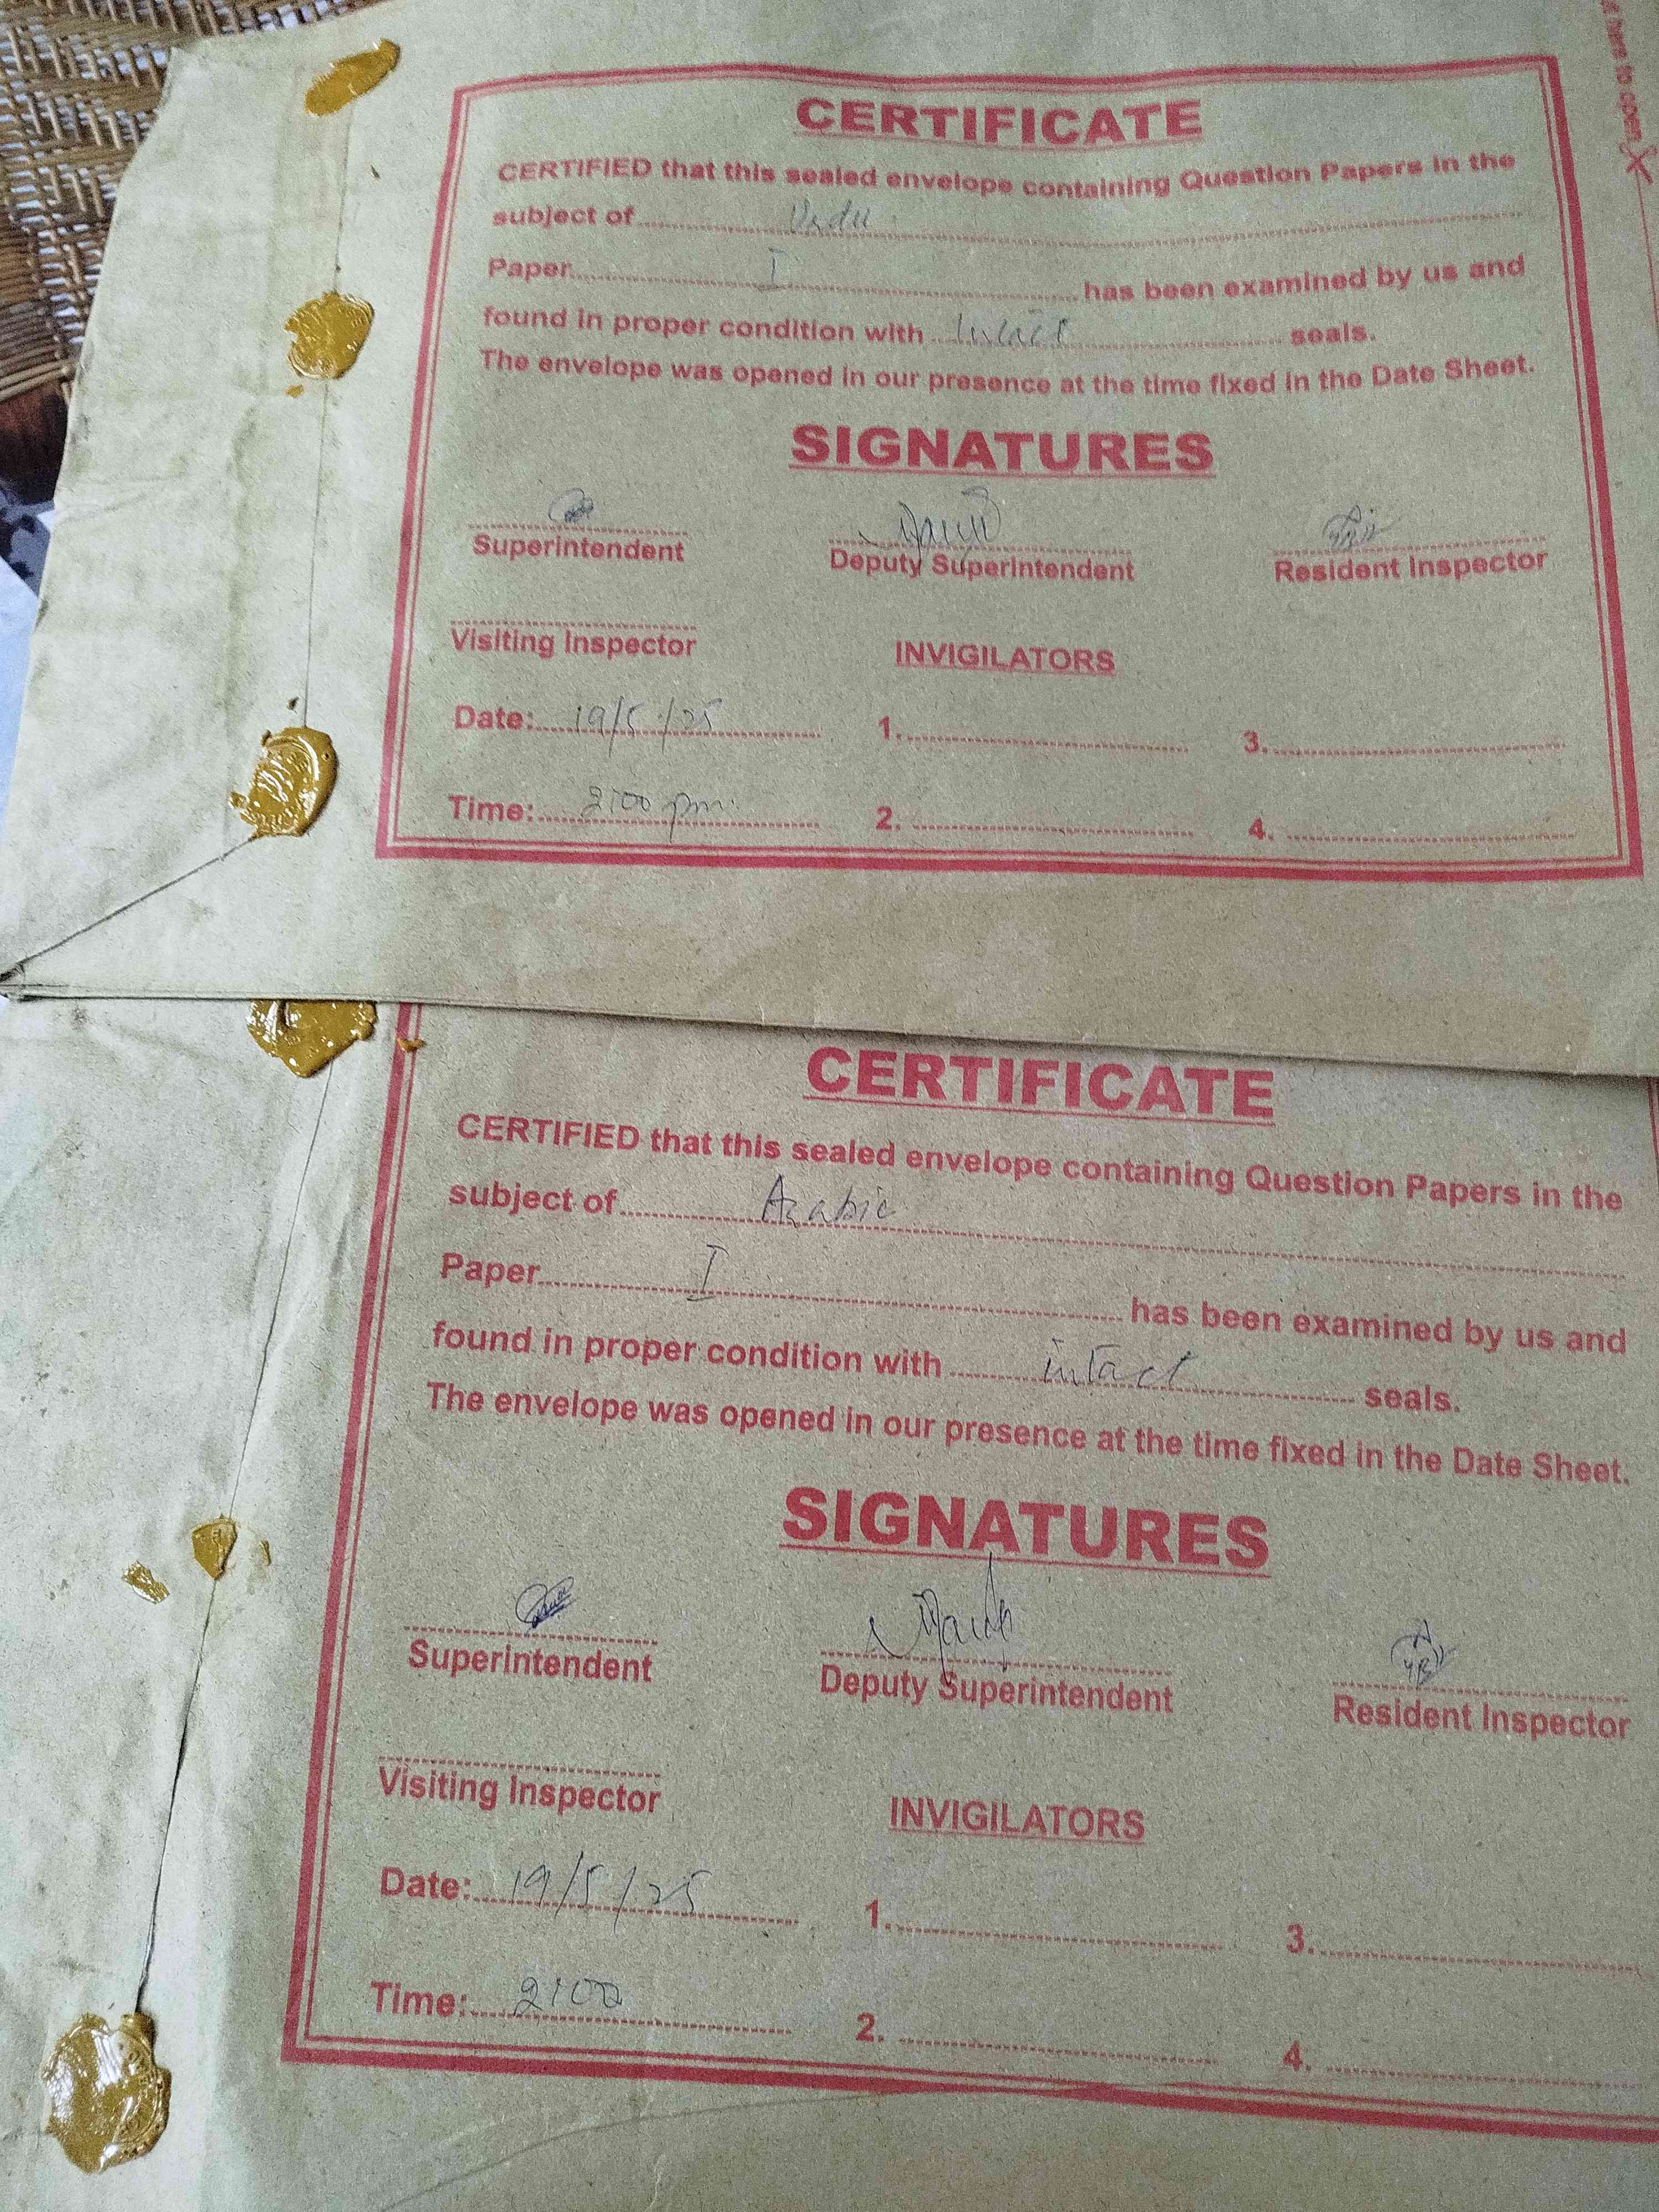 e here to open
CERTIFICATE
CERTIFIED that this sealed envelope containing Question Papers in the
subject of Urdu
Paper I has been examined by us and
found in proper condition with Intact seals.
The envelope was opened in our presence at the time fixed in the Date Sheet.
SIGNATURES
Superintendent Deputy Superintendent Resident Inspector
Visiting Inspector INVIGILATORS
Date: 19/5/25 1. 3.
Time: 2:00 pm. 2. 4.
CERTIFICATE
CERTIFIED that this sealed envelope containing Question Papers in the
subject of Arabic
Paper I has been examined by us and
found in proper condition with intact seals.
The envelope was opened in our presence at the time fixed in the Date Sheet.
SIGNATURES
Superintendent Deputy Superintendent Resident Inspector
Visiting Inspector INVIGILATORS
Date: 19/5/25 1. 3.
Time: 2:00 2. 4.